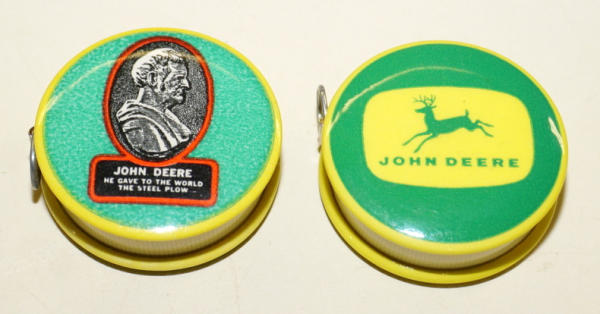 JOHN DEERE
HE GAVE TO THE WORLD
THE STEEL PLOW
JOHN DEERE